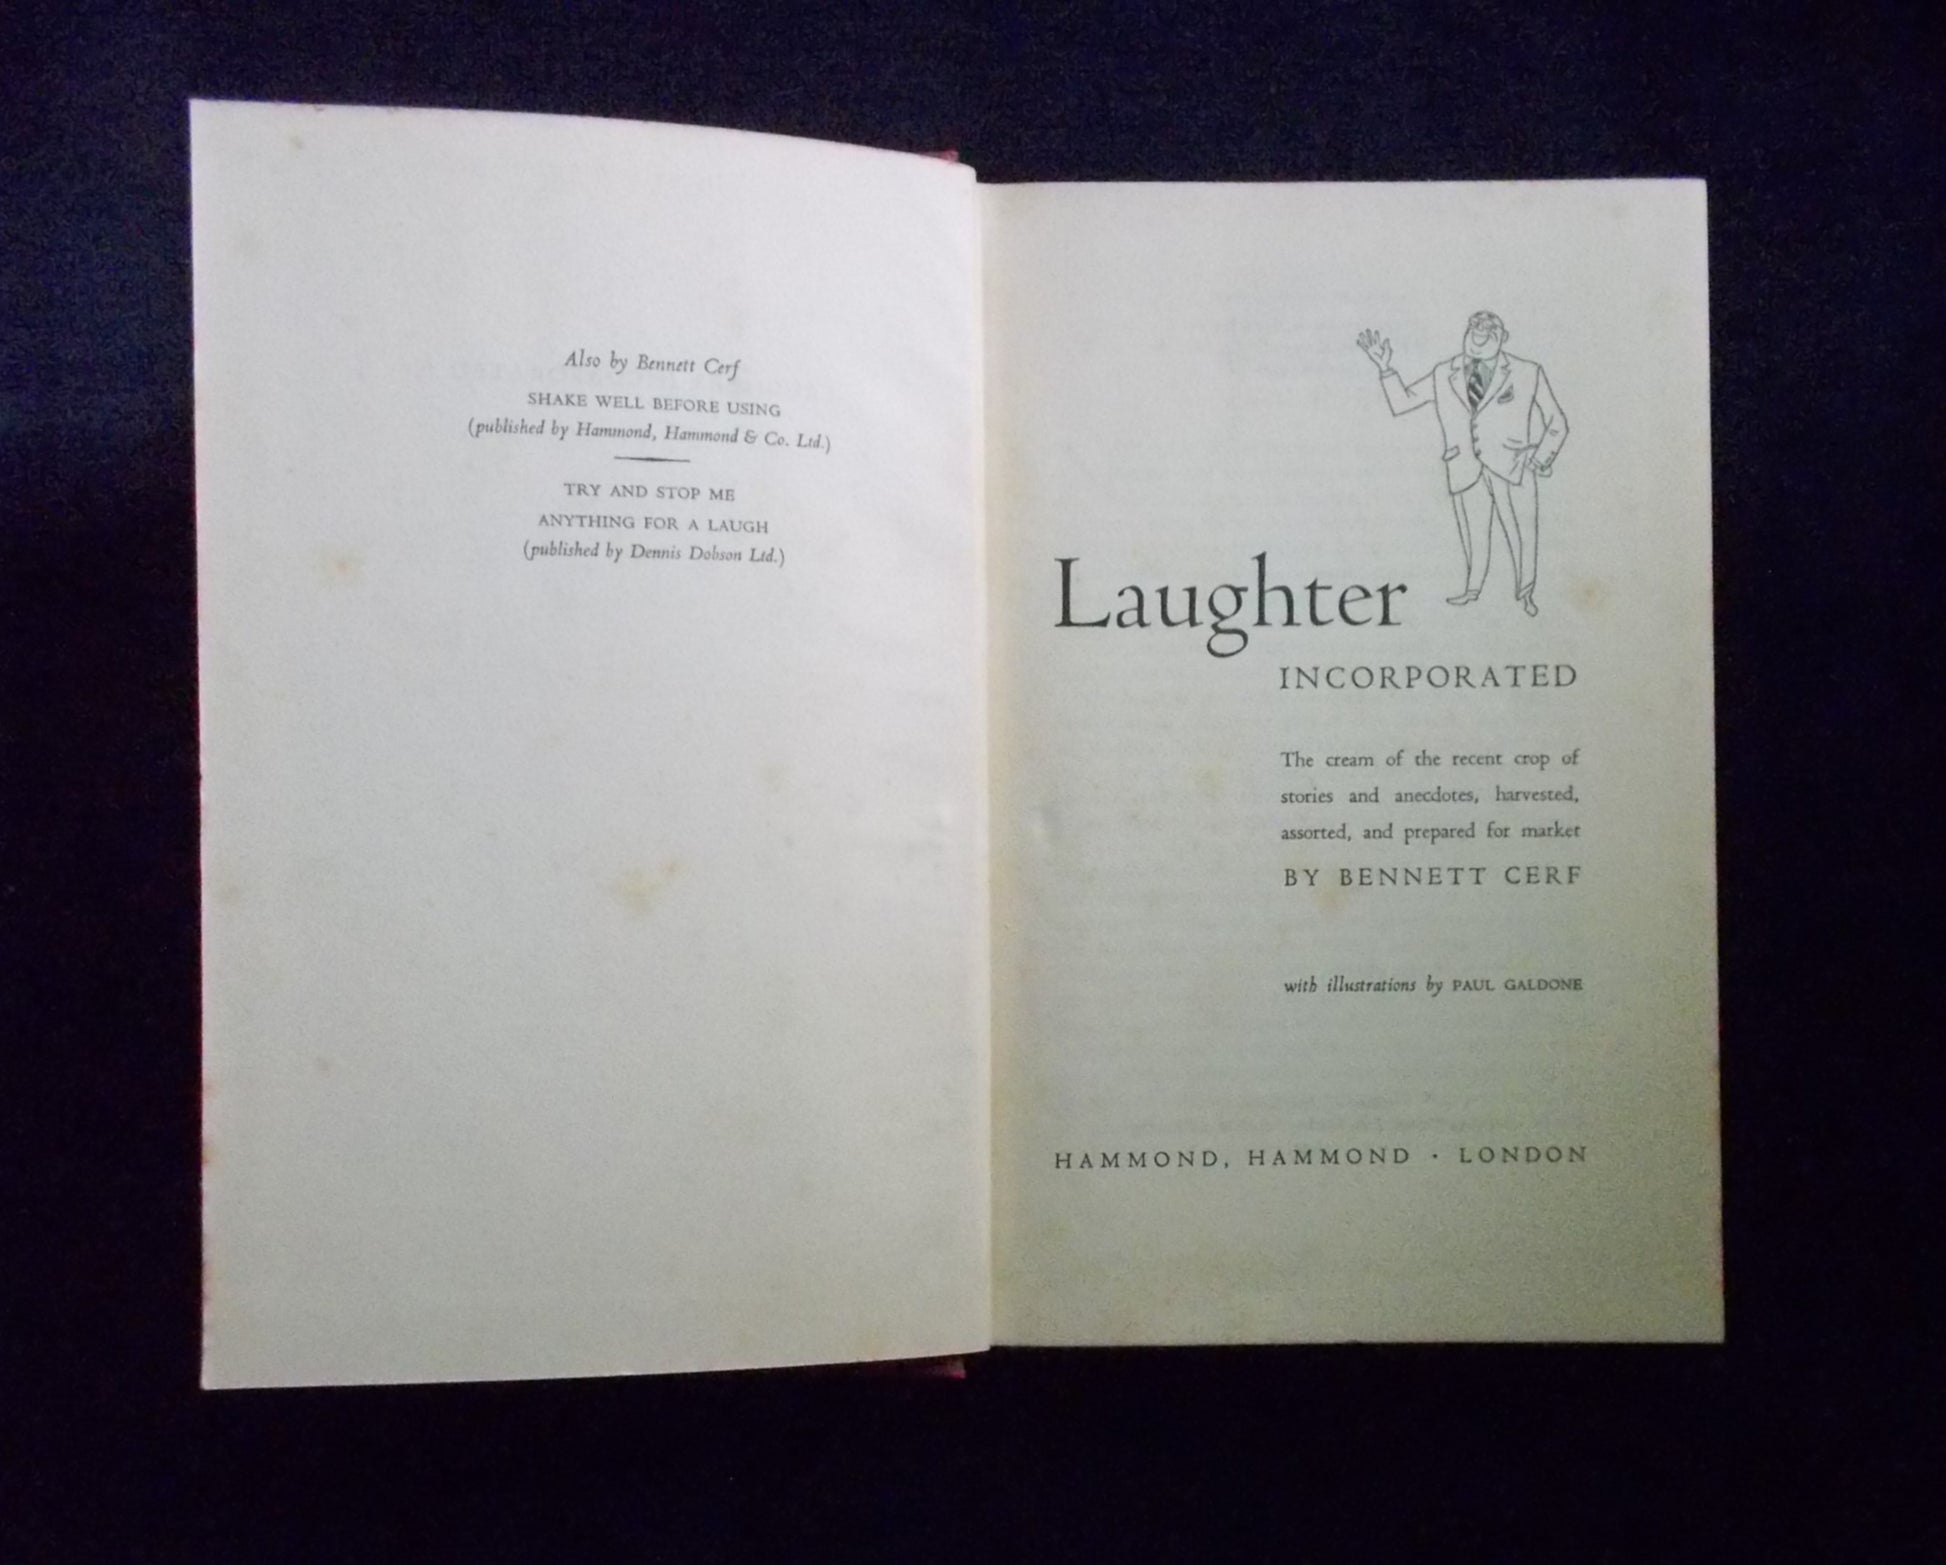 Also by Bennett Cerf
SHAKE WELL BEFORE USING
(published by Hammond, Hammond & Co. Ltd.)
TRY AND STOP ME
ANYTHING FOR A LAUGH
(published by Dennis Dobson Ltd.)
Laughter
INCORPORATED
The cream of the recent crop of
stories and anecdotes, harvested,
assorted, and prepared for market
BY BENNETT CERF
with illustrations by PAUL GALDONE
HAMMOND, HAMMOND · LONDON